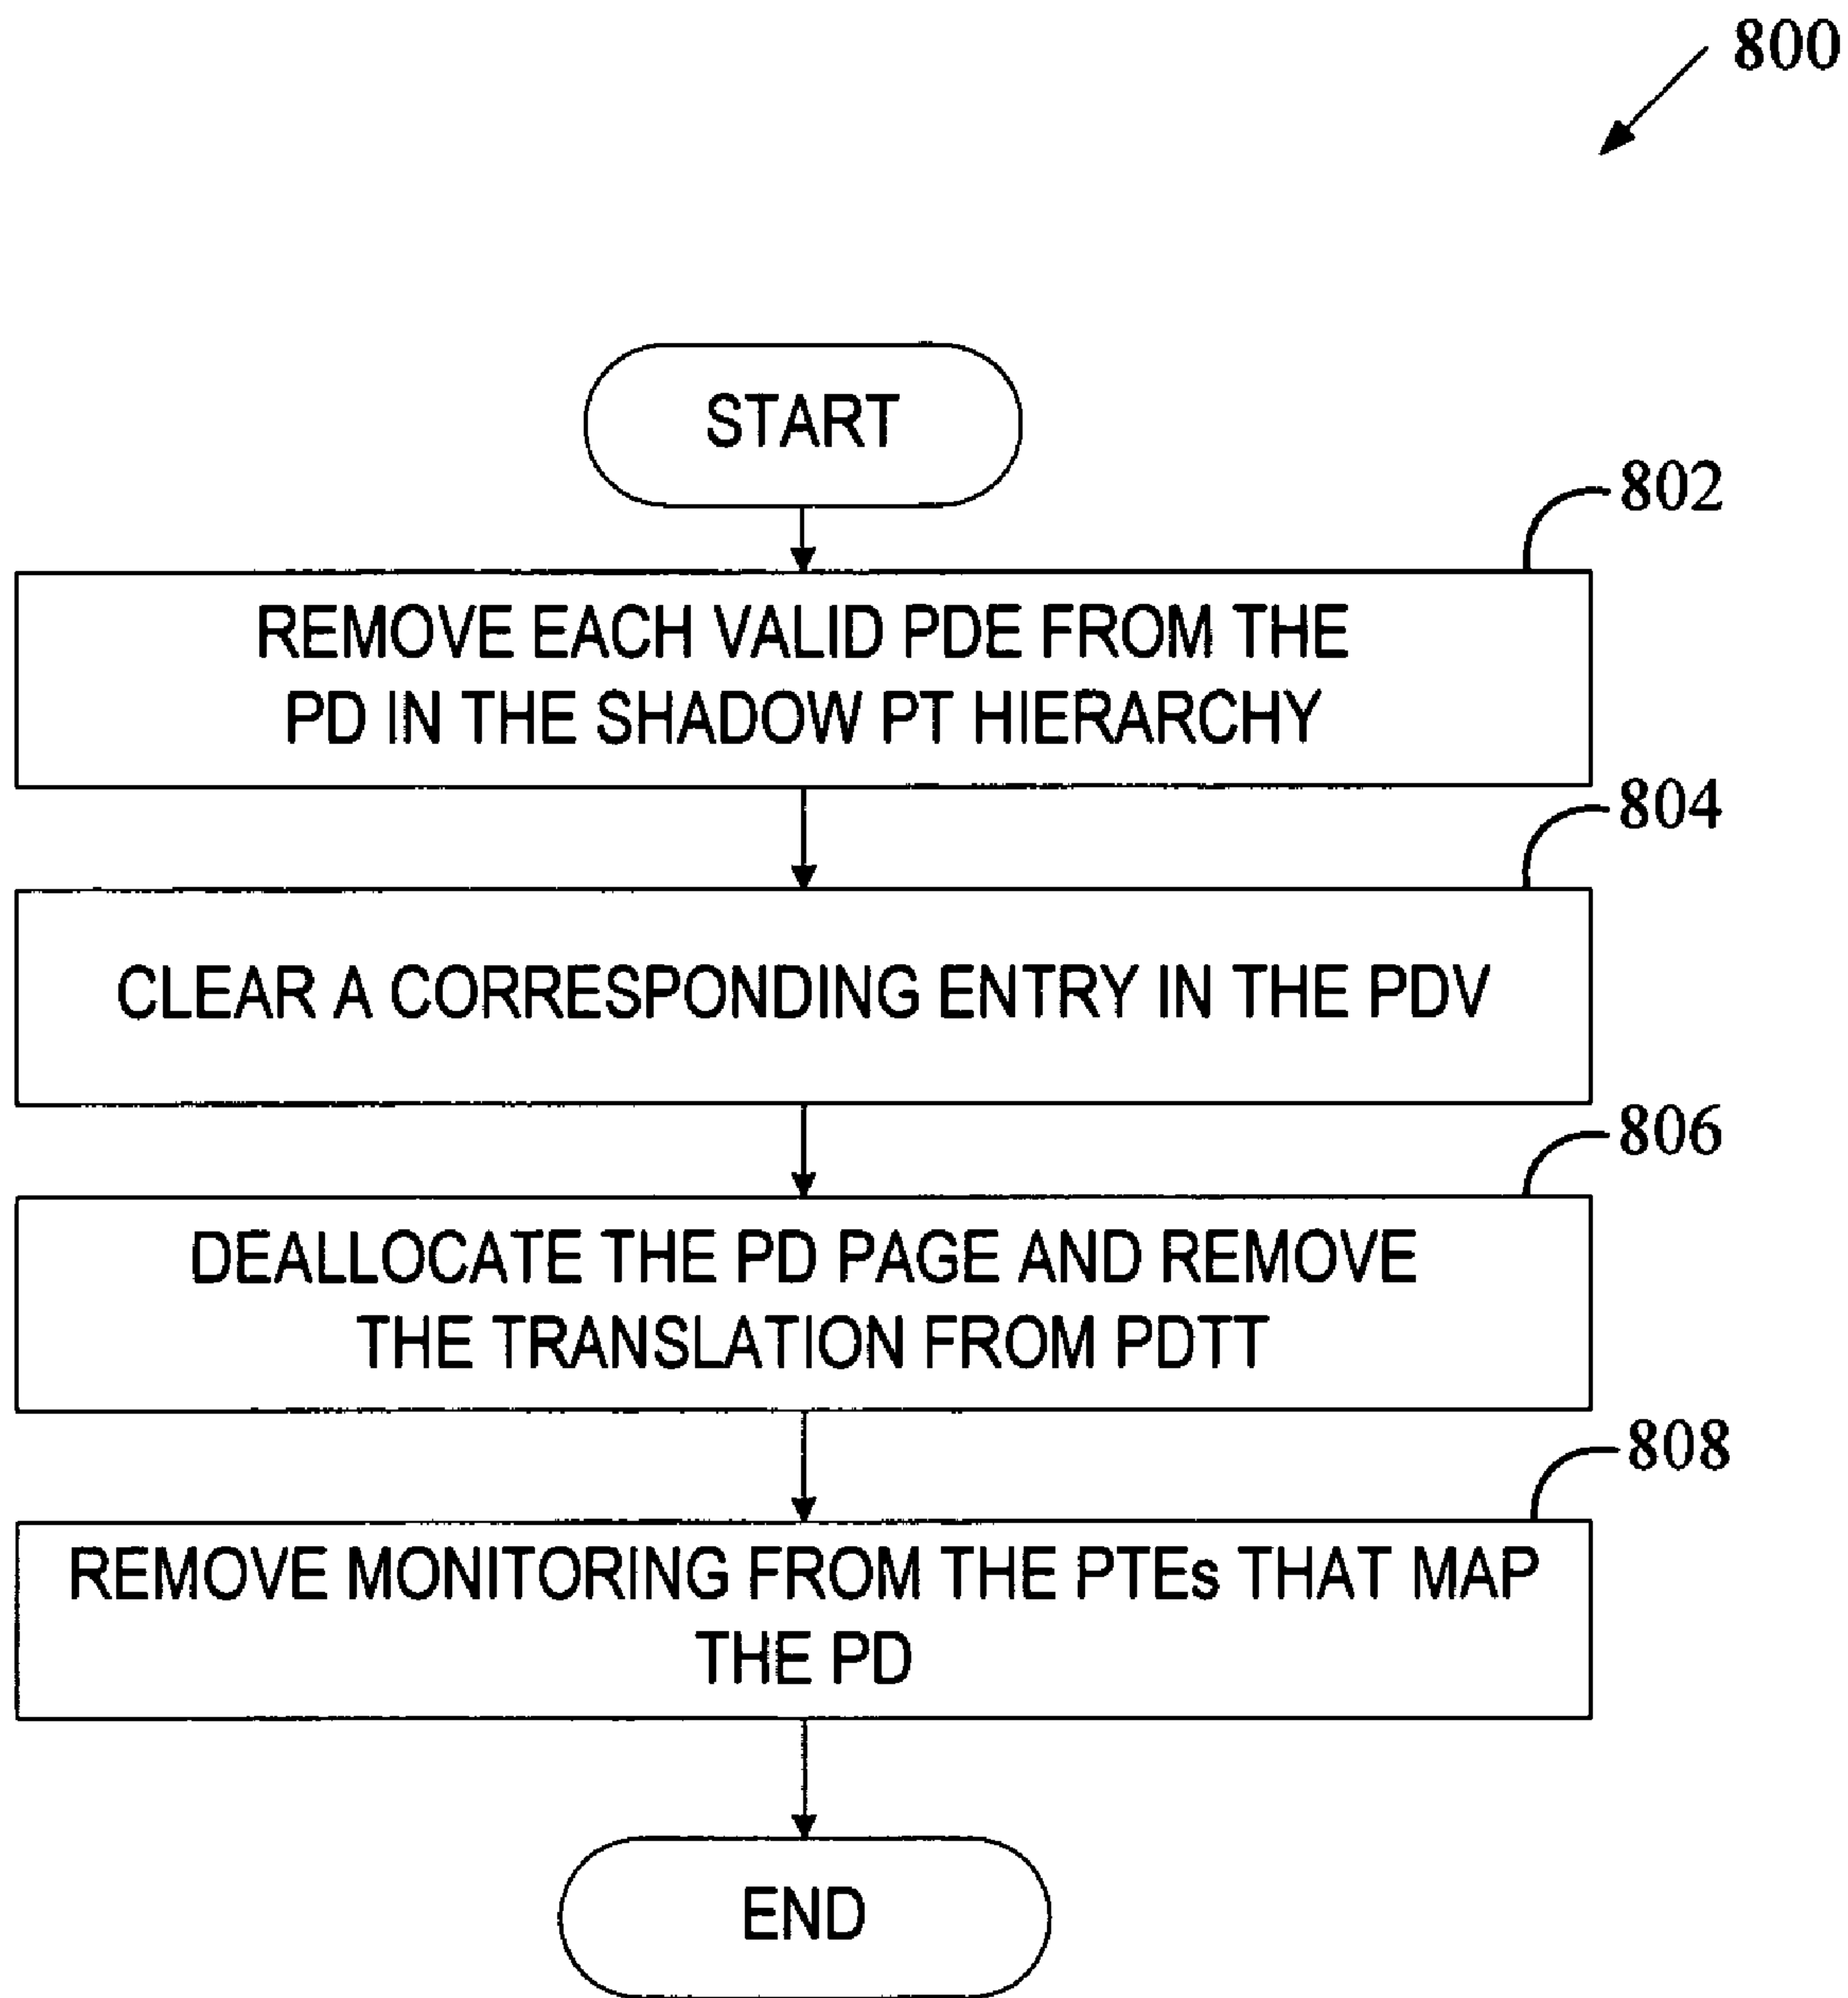 800
START
802
REMOVE EACH VALID PDE FROM THE
PD IN THE SHADOW PT HIERARCHY
804
CLEAR A CORRESPONDING ENTRY IN THE PDV
806
DEALLOCATE THE PD PAGE AND REMOVE
THE TRANSLATION FROM PDTT
808
REMOVE MONITORING FROM THE PTEs THAT MAP
THE PD
END